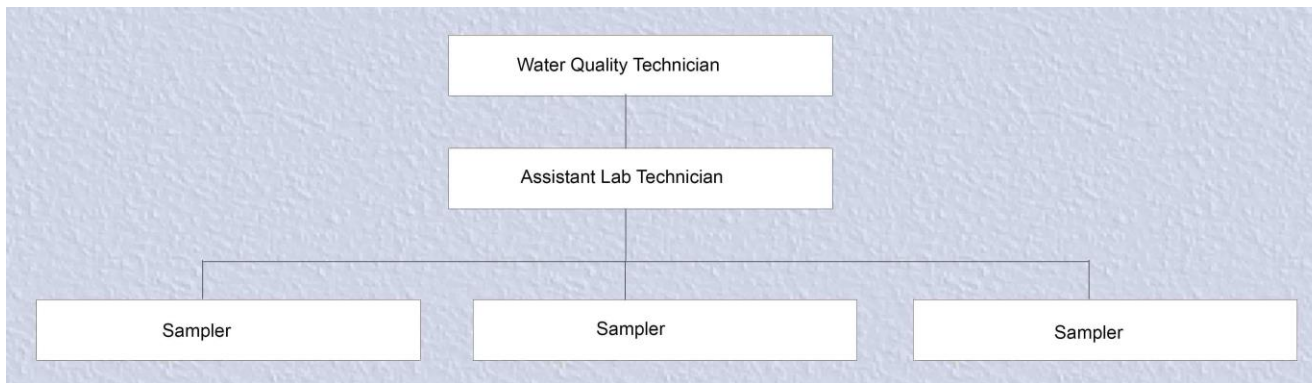 Water Quality Technician
Assistant Lab Technician
Sampler
Sampler
Sampler